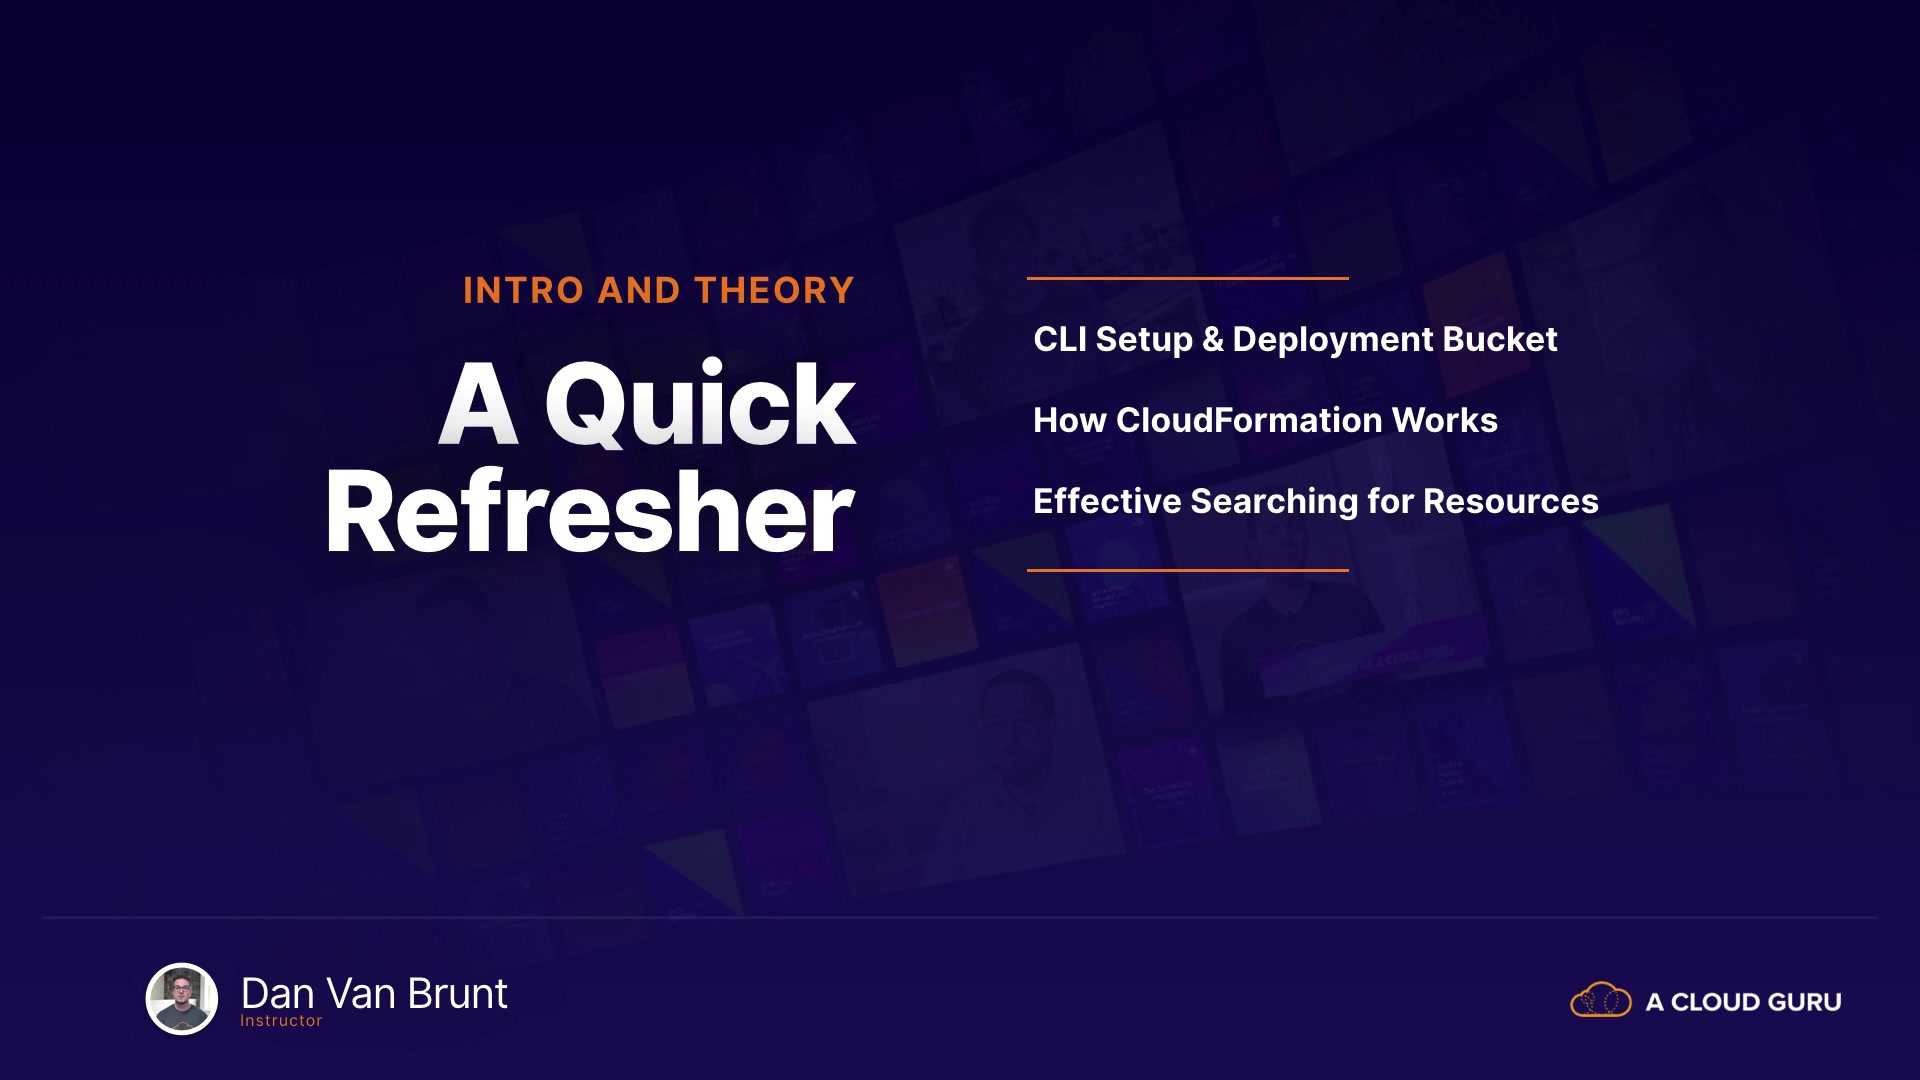 INTRO AND THEORY
A Quick
Refresher
CLI Setup & Deployment Bucket
How CloudFormation Works
Effective Searching for Resources
Dan Van Brunt
Instructor
A CLOUD GURU